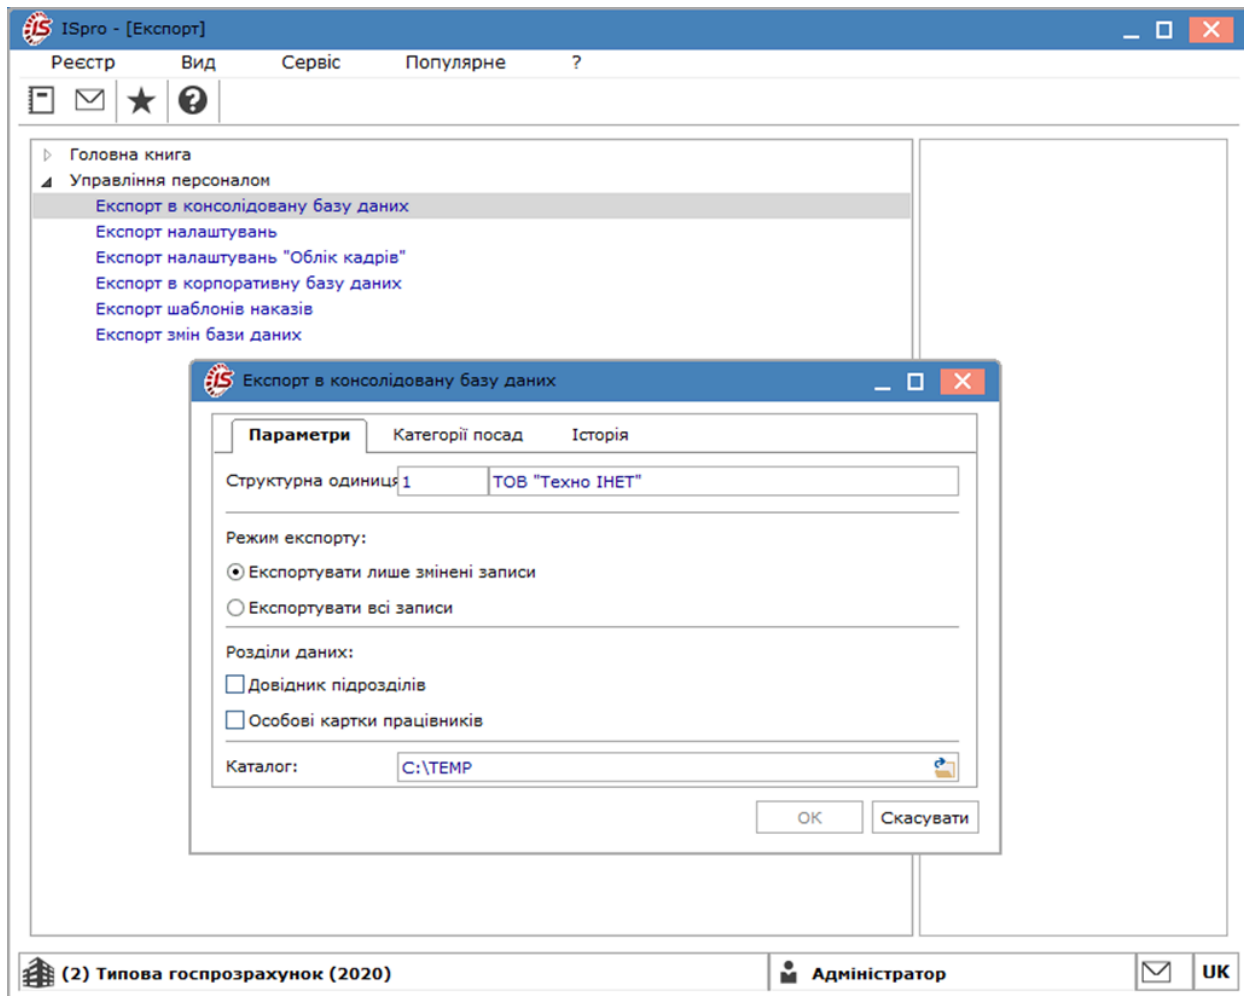 ISpro - [Експорт]
Реєстр Вид Сервіс Популярне ?
Головна книга
Управління персоналом
Експорт в консолідовану базу даних
Експорт налаштувань
Експорт налаштувань "Облік кадрів"
Експорт в корпоративну базу даних
Експорт шаблонів наказів
Експорт змін бази даних
Експорт в консолідовану базу даних
Параметри Категорії посад Історія
Структурна одиниця 1 ТОВ "Техно ІНЕТ"
Режим експорту:
Експортувати лише змінені записи
Експортувати всі записи
Розділи даних:
Довідник підрозділів
Особові картки працівників
Каталог: C:\TEMP
OK Скасувати
(2) Типова госпрозрахунок (2020) Адміністратор UK